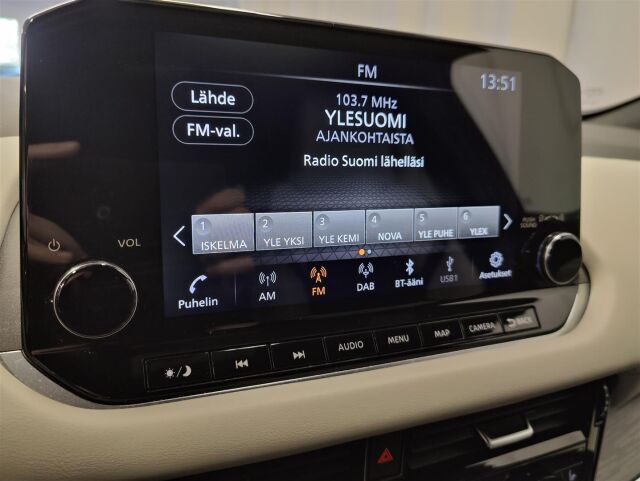 FM
13:51
Lähde
FM-val.
103.7 MHz
YLESUOMI
AJANKOHTAISTA
Radio Suomi lähelläsi
VOL
PUSH
SOUND
1 ISKELMA
2 YLE YKSI
3 YLE KEMI
4 NOVA
5 YLE PUHE
6 YLEX
Puhelin
AM
FM
DAB
BT-ääni
USB1
Asetukset
AUDIO
MENU
MAP
CAMERA
BACK